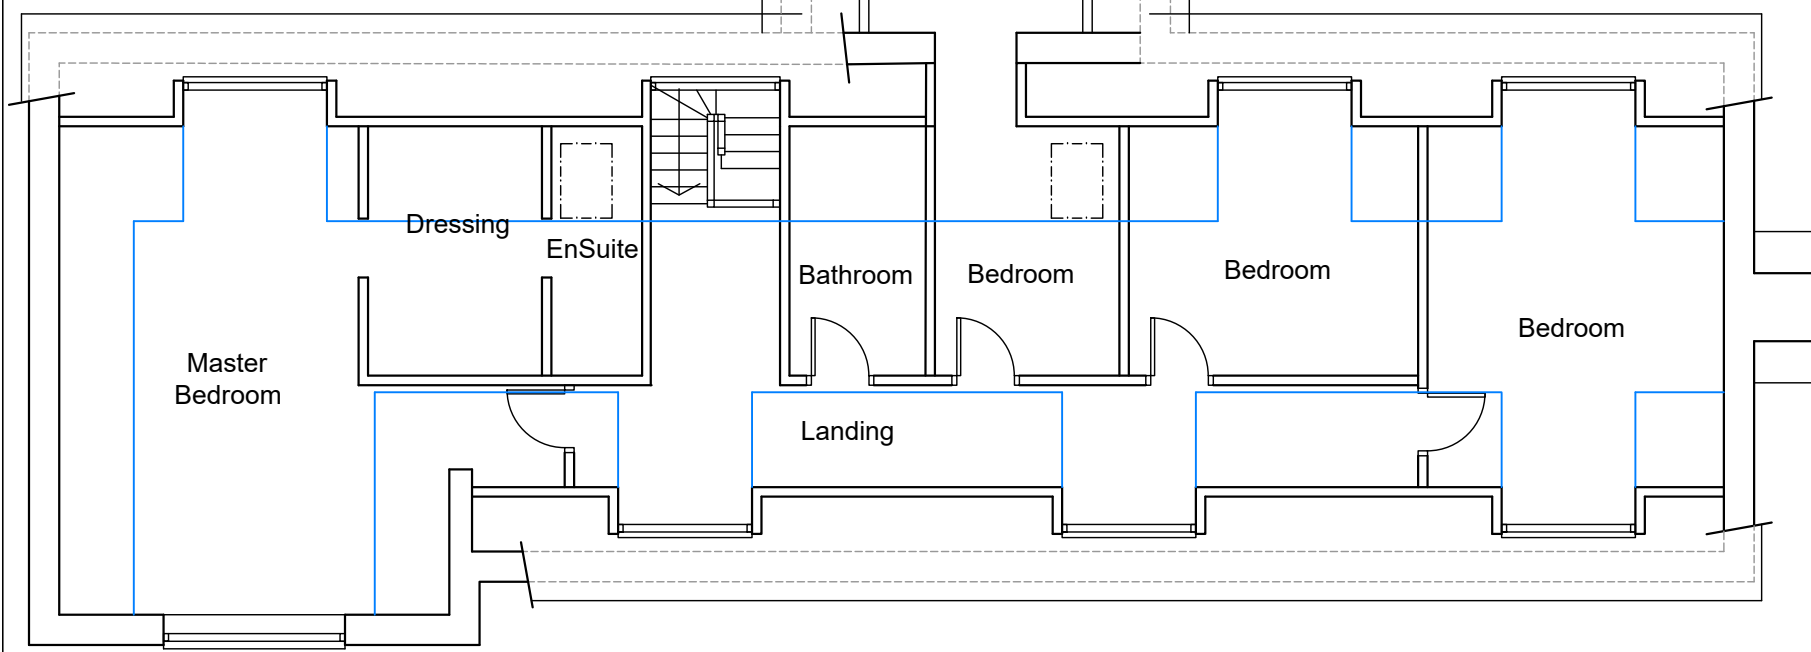 Dressing
EnSuite
Bathroom
Bedroom
Bedroom
Bedroom
Master
Bedroom
Landing